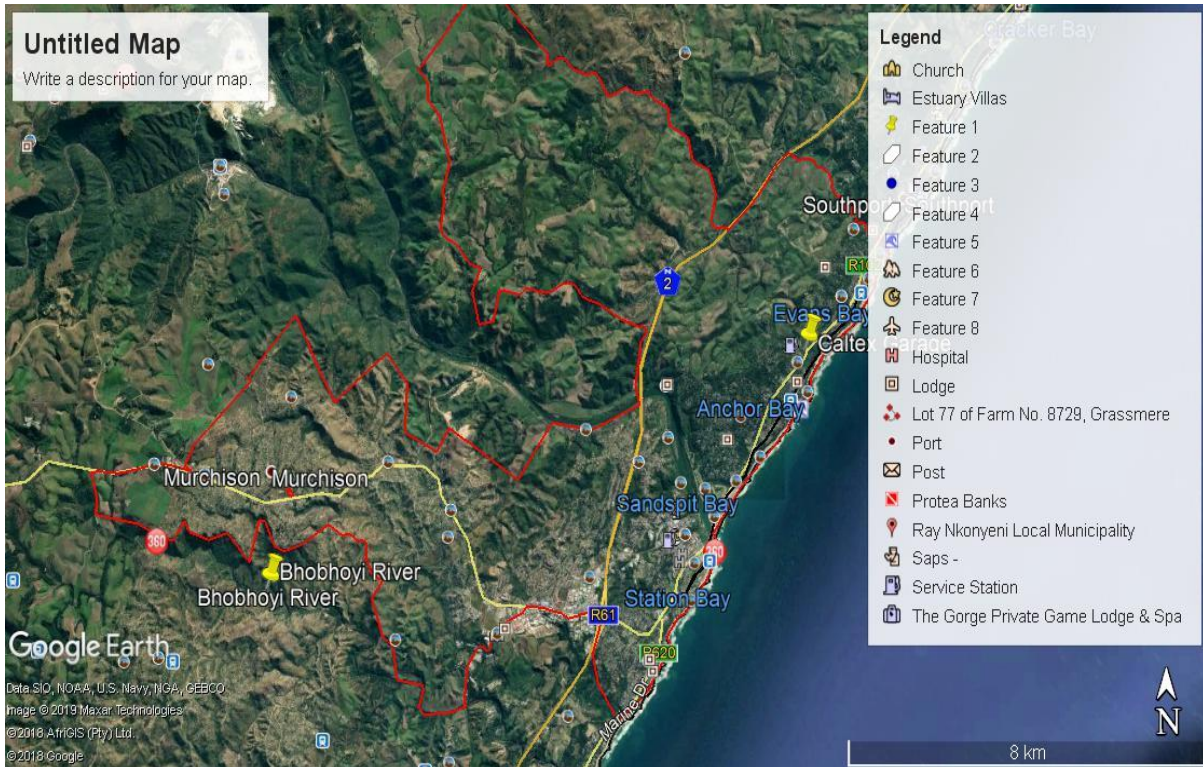 Untitled Map
Write a description for your map.
Legend
Church
Estuary Villas
Feature 1
Feature 2
Feature 3
Feature 4
Feature 5
Feature 6
Feature 7
Feature 8
Hospital
Lodge
Lot 77 of Farm No. 8729, Grassmere
Port
Post
Protea Banks
Ray Nkonyeni Local Municipality
Saps -
Service Station
The Gorge Private Game Lodge & Spa
Cracker Bay
Southport Southport
N
2
Evans Bay
Caltex Garage
Anchor Bay
Murchison Murchison
Sandspit Bay
360
360
Bhobhoyi River
Bhobhoyi River
Station Bay
R61
R620
Marine Dr
Google Earth
Data SIO, NOAA, U.S. Navy, NGA, GEBCO
Image © 2019 Maxar Technologies
©2018 AfriGIS (Pty) Ltd.
©2018 Google
N
8 km